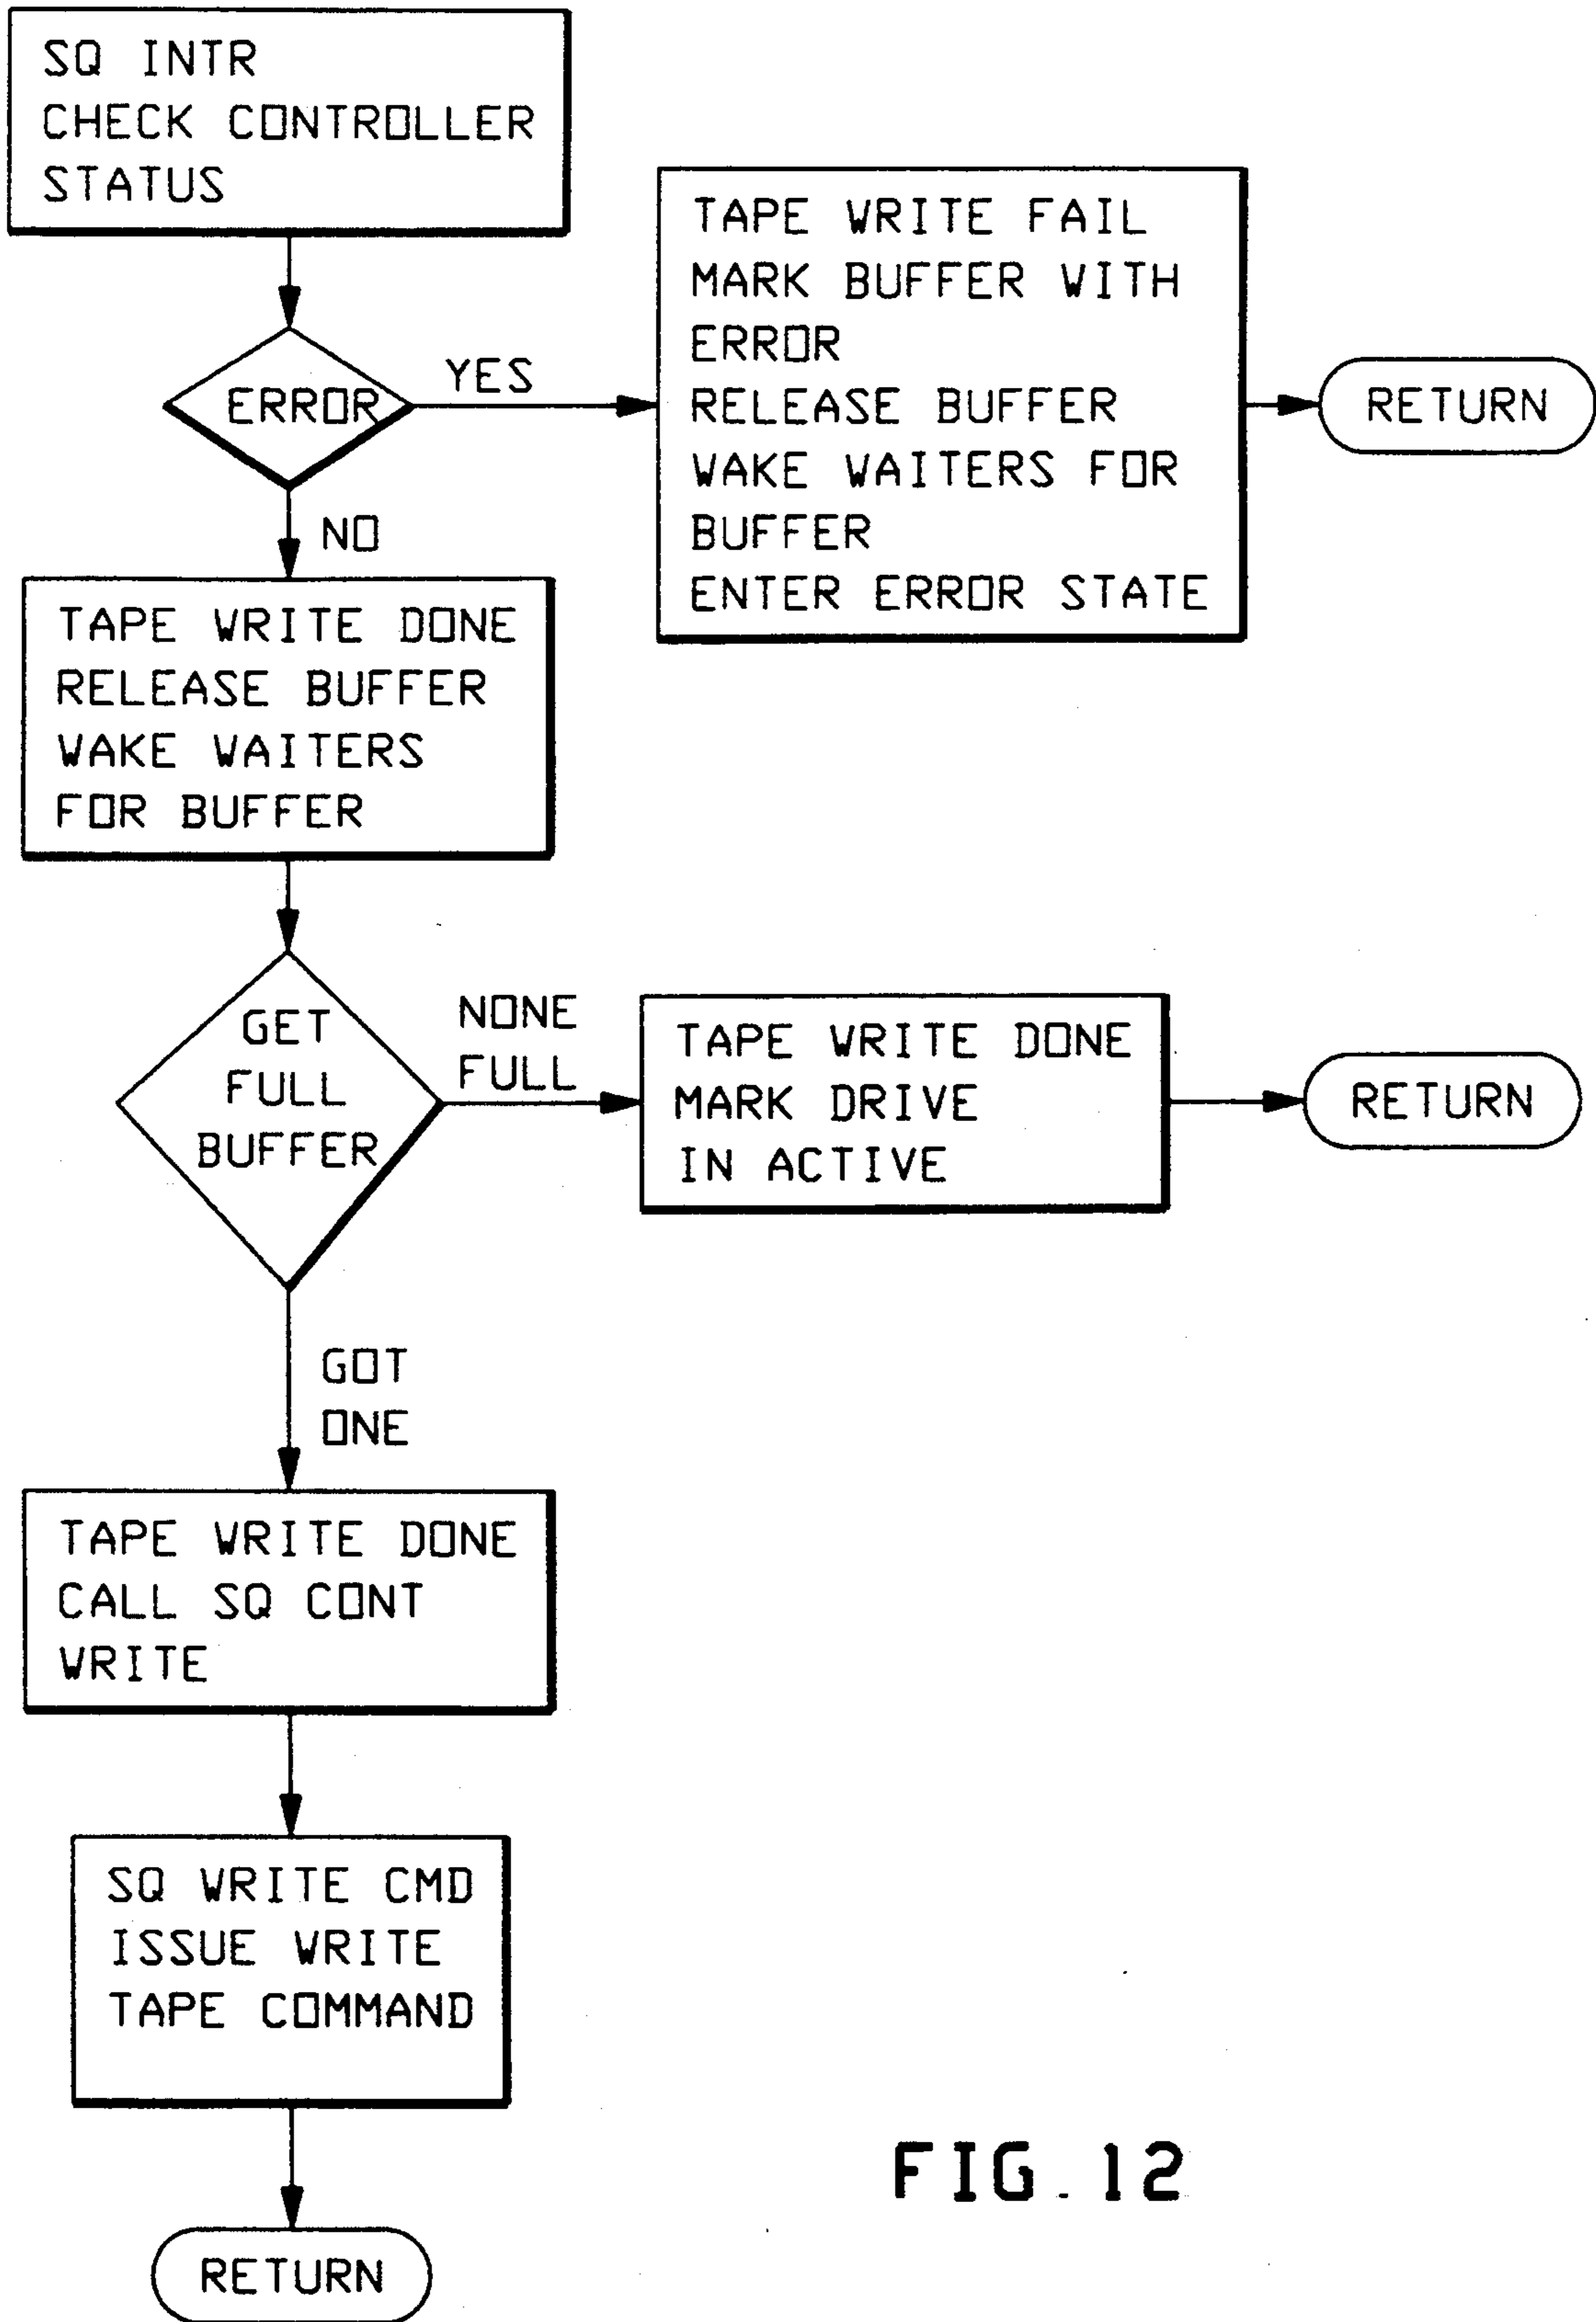 SQ INTR
CHECK CONTROLLER
STATUS
ERROR
YES
TAPE WRITE FAIL
MARK BUFFER WITH
ERROR
RELEASE BUFFER
WAKE WAITERS FOR
BUFFER
ENTER ERROR STATE
RETURN
NO
TAPE WRITE DONE
RELEASE BUFFER
WAKE WAITERS
FOR BUFFER
GET
FULL
BUFFER
NONE
FULL
TAPE WRITE DONE
MARK DRIVE
IN ACTIVE
RETURN
GOT
ONE
TAPE WRITE DONE
CALL SQ CONT
WRITE
SQ WRITE CMD
ISSUE WRITE
TAPE COMMAND
RETURN
FIG. 12